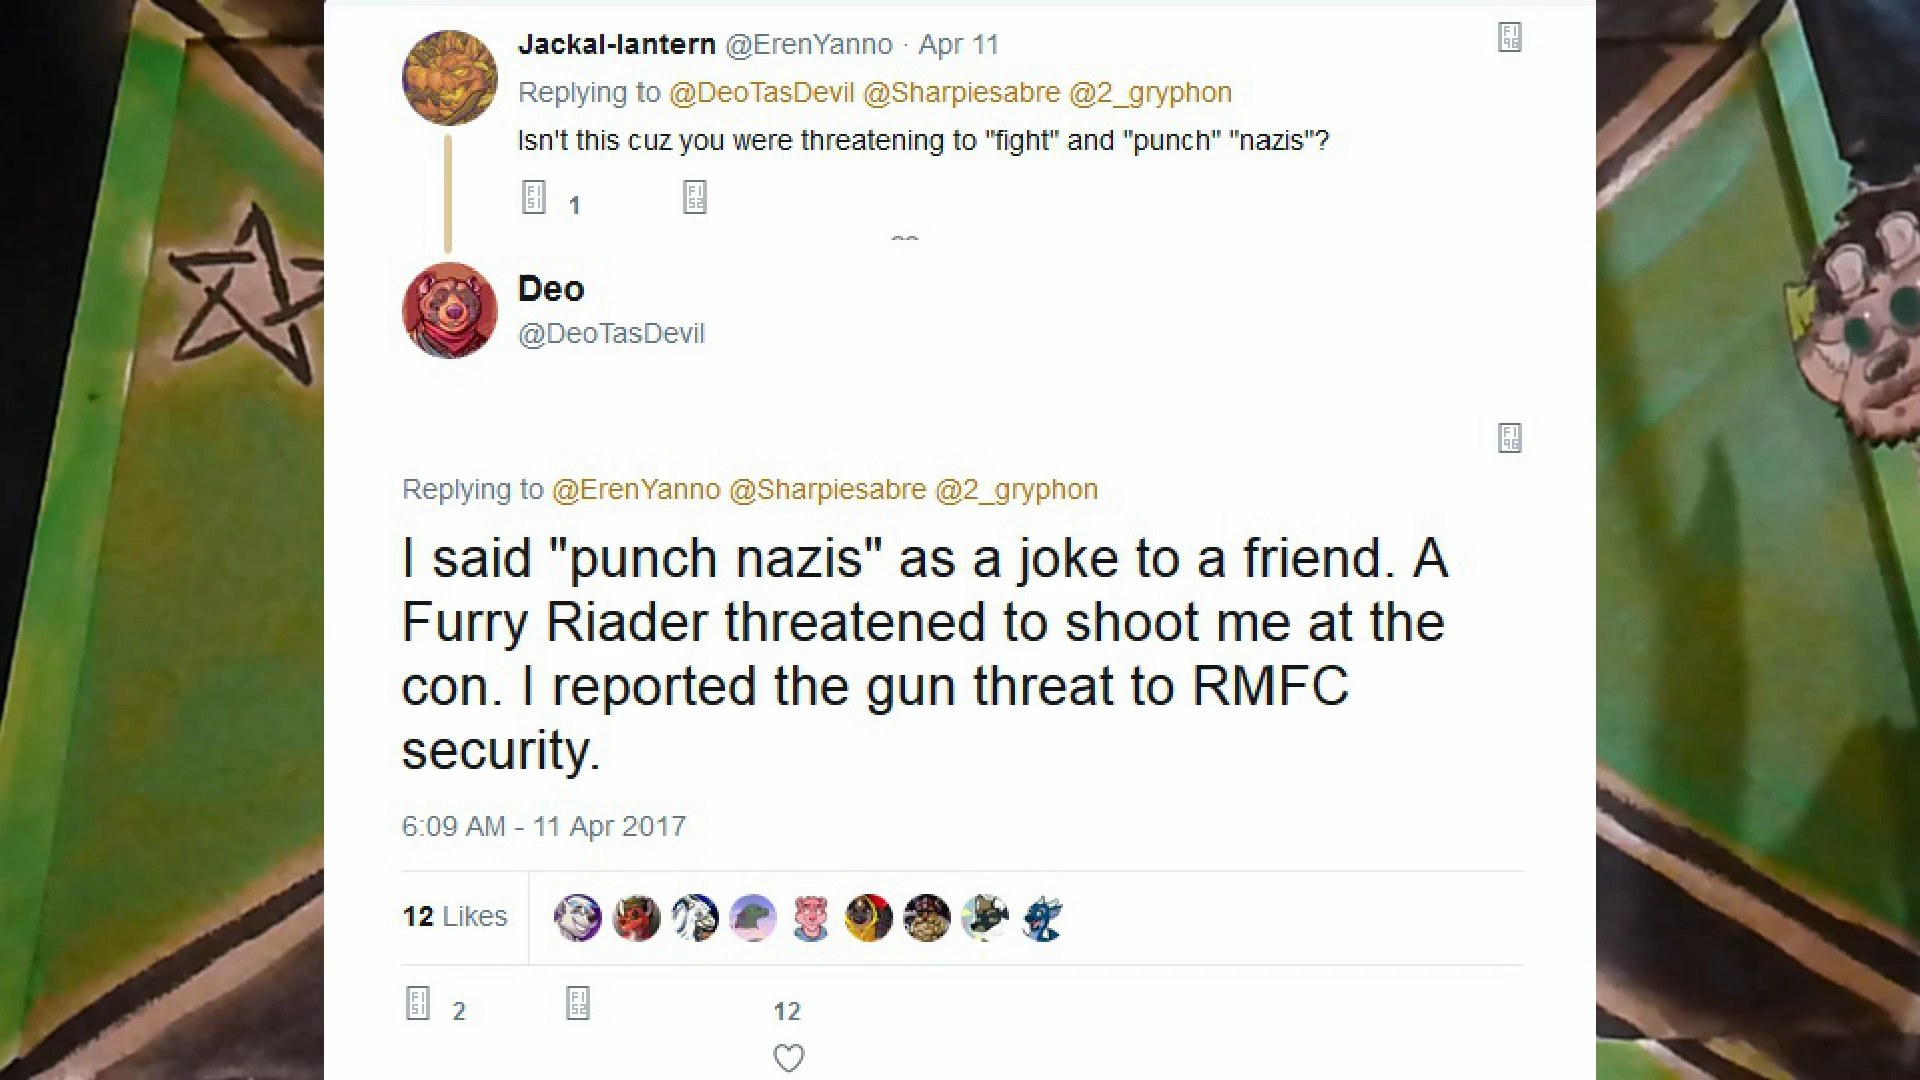 Jackal-lantern @ErenYanno · Apr 11
Replying to @DeoTasDevil @Sharpiesabre @2_gryphon
Isn't this cuz you were threatening to "fight" and "punch" "nazis"?
1
Deo
@DeoTasDevil
Replying to @ErenYanno @Sharpiesabre @2_gryphon
I said "punch nazis" as a joke to a friend. A
Furry Riader threatened to shoot me at the
con. I reported the gun threat to RMFC
security.
6:09 AM - 11 Apr 2017
12 Likes
2 12